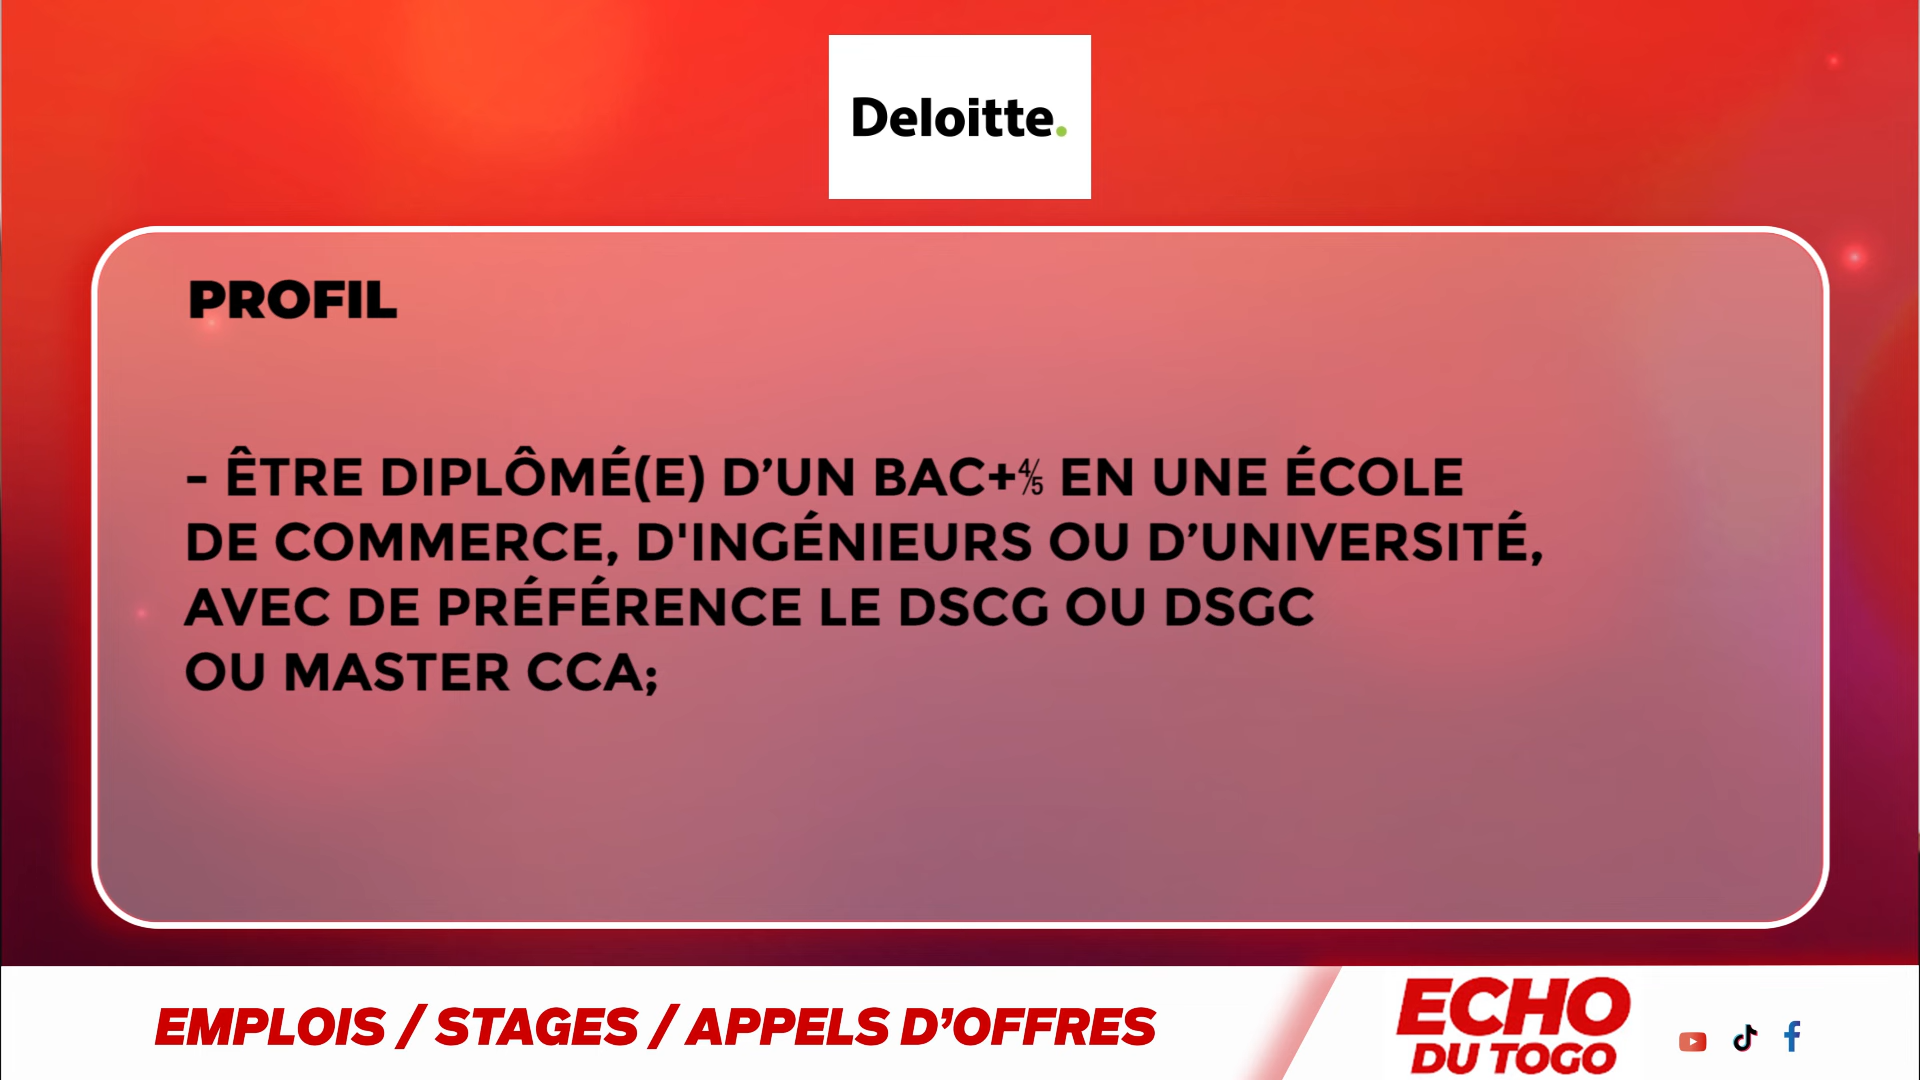 Deloitte.
PROFIL
- ÊTRE DIPLÔMÉ(E) D’UN BAC+⅘ EN UNE ÉCOLE
DE COMMERCE, D'INGÉNIEURS OU D’UNIVERSITÉ,
AVEC DE PRÉFÉRENCE LE DSCG OU DSGC
OU MASTER CCA;
EMPLOIS / STAGES / APPELS D’OFFRES
ECHO
DU TOGO